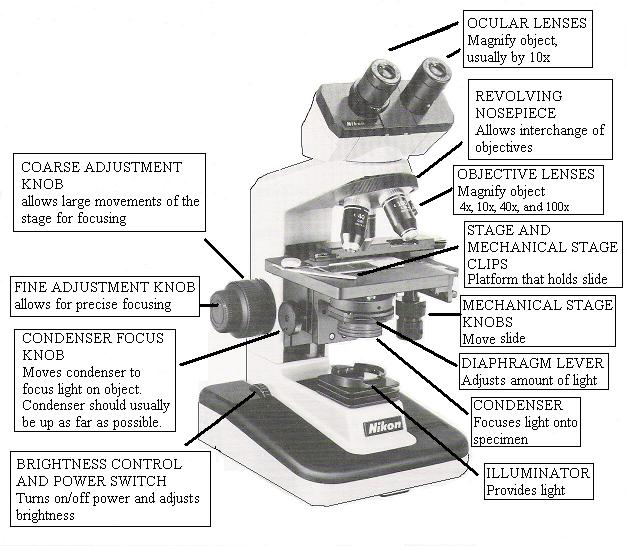 OCULAR LENSES
Magnify object,
usually by 10x
REVOLVING
NOSEPIECE
Allows interchange of
objectives
COARSE ADJUSTMENT
KNOB
allows large movements of the
stage for focusing
OBJECTIVE LENSES
Magnify object
4x, 10x, 40x, and 100x
STAGE AND
MECHANICAL STAGE
CLIPS
Platform that holds slide
FINE ADJUSTMENT KNOB
allows for precise focusing
MECHANICAL STAGE
KNOBS
Move slide
CONDENSER FOCUS
KNOB
Moves condenser to
focus light on object.
Condenser should usually
be up as far as possible.
DIAPHRAGM LEVER
Adjusts amount of light
CONDENSER
Focuses light onto
specimen
BRIGHTNESS CONTROL
AND POWER SWITCH
Turns on/off power and adjusts
brightness
ILLUMINATOR
Provides light
Nikon
Nikon